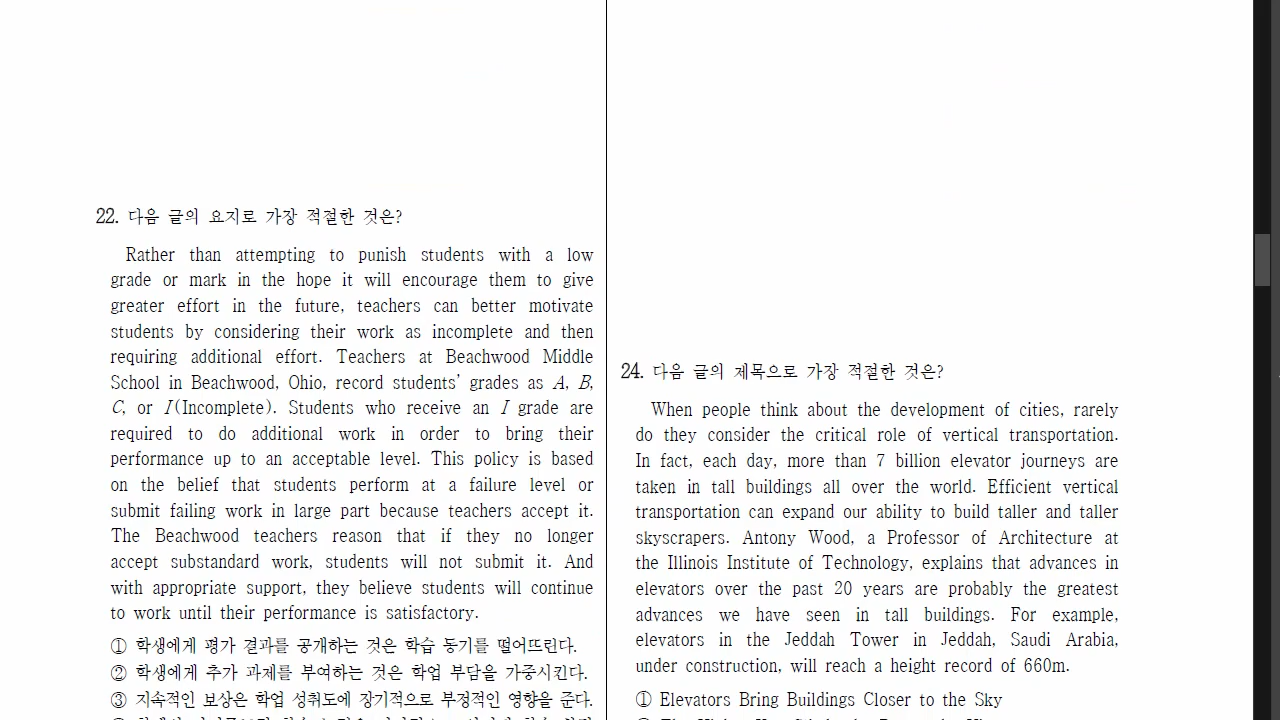 22. 다음 글의 요지로 가장 적절한 것은?
Rather than attempting to punish students with a low
grade or mark in the hope it will encourage them to give
greater effort in the future, teachers can better motivate
students by considering their work as incomplete and then
requiring additional effort. Teachers at Beachwood Middle
School in Beachwood, Ohio, record students' grades as A, B,
C, or I(Incomplete). Students who receive an I grade are
required to do additional work in order to bring their
performance up to an acceptable level. This policy is based
on the belief that students perform at a failure level or
submit failing work in large part because teachers accept it.
The Beachwood teachers reason that if they no longer
accept substandard work, students will not submit it. And
with appropriate support, they believe students will continue
to work until their performance is satisfactory.
① 학생에게 평가 결과를 공개하는 것은 학습 동기를 떨어뜨린다.
② 학생에게 추가 과제를 부여하는 것은 학업 부담을 가중시킨다.
③ 지속적인 보상은 학업 성취도에 장기적으로 부정적인 영향을 준다.
24. 다음 글의 제목으로 가장 적절한 것은?
When people think about the development of cities, rarely
do they consider the critical role of vertical transportation.
In fact, each day, more than 7 billion elevator journeys are
taken in tall buildings all over the world. Efficient vertical
transportation can expand our ability to build taller and taller
skyscrapers. Antony Wood, a Professor of Architecture at
the Illinois Institute of Technology, explains that advances in
elevators over the past 20 years are probably the greatest
advances we have seen in tall buildings. For example,
elevators in the Jeddah Tower in Jeddah, Saudi Arabia,
under construction, will reach a height record of 660m.
① Elevators Bring Buildings Closer to the Sky